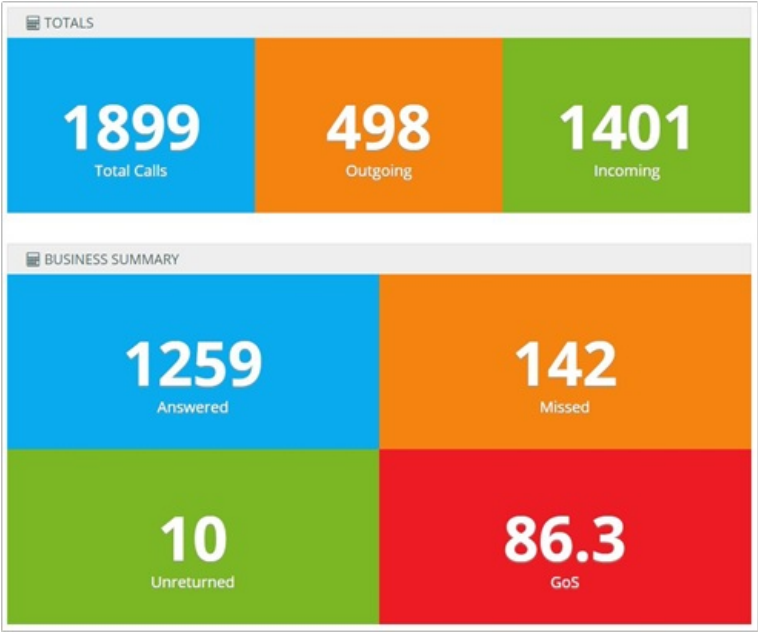 TOTALS
1899 498 1401
Total Calls Outgoing Incoming
BUSINESS SUMMARY
1259 142
Answered Missed
10 86.3
Unreturned GoS